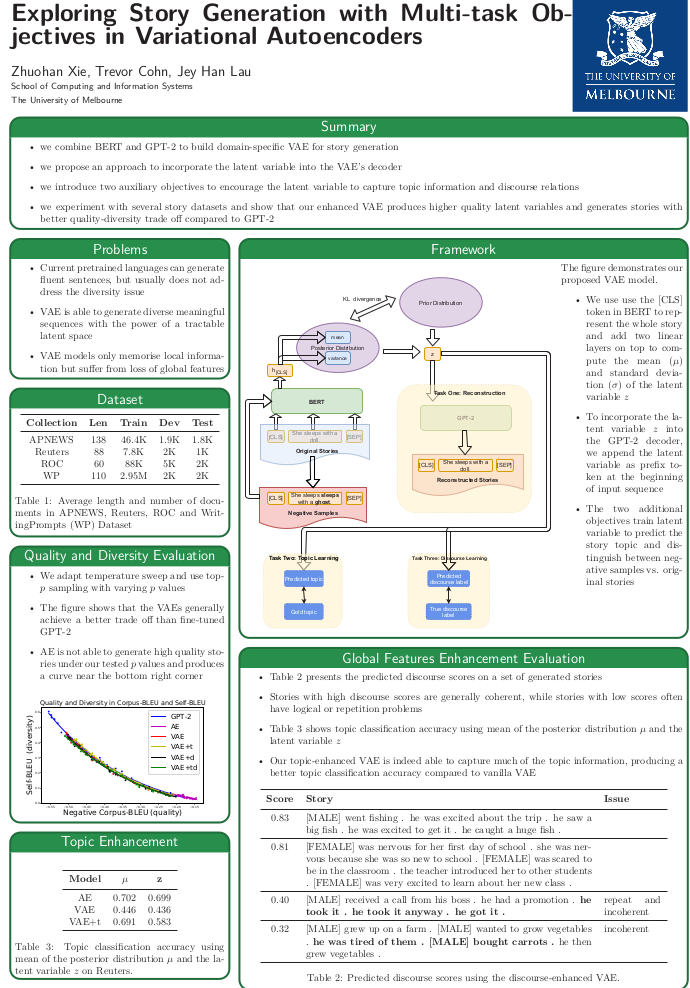 Exploring Story Generation with Multi-task Ob-
jectives in Variational Autoencoders
Zhuohan Xie, Trevor Cohn, Jey Han Lau
School of Computing and Information Systems
The University of Melbourne
THE UNIVERSITY OF
MELBOURNE
Summary
• we combine BERT and GPT-2 to build domain-specific VAE for story generation
• we propose an approach to incorporate the latent variable into the VAE's decoder
• we introduce two auxiliary objectives to encourage the latent variable to capture topic information and discourse relations
• we experiment with several story datasets and show that our enhanced VAE produces higher quality latent variables and generates stories with
better quality-diversity trade off compared to GPT-2
Problems
• Current pretrained languages can generate
fluent sentences, but usually does not ad-
dress the diversity issue
• VAE is able to generate diverse meaningful
sequences with the power of a tractable
latent space
• VAE models only memorise local informa-
tion but suffer from loss of global features
Dataset
Collection Len Train Dev Test
APNEWS 138 46.4K 1.9K 1.8K
Reuters 88 7.8K 2K 1K
ROC 60 88K 5K 2K
WP 110 2.95M 2K 2K
Table 1: Average length and number of docu-
ments in APNEWS, Reuters, ROC and Writ-
ingPrompts (WP) Dataset
Quality and Diversity Evaluation
• We adapt temperature sweep and use top-
p sampling with varying p values
• The figure shows that the VAEs generally
achieve a better trade off than fine-tuned
GPT-2
• AE is not able to generate high quality sto-
ries under our tested p values and produces
a curve near the bottom right corner
Quality and Diversity in Corpus-BLEU and Self-BLEU
Self-BLEU (diversity)
GPT-2
AE
VAE
VAE+t
VAE+d
VAE+td
Negative Corpus-BLEU (quality)
Topic Enhancement
Model μ z
AE 0.702 0.699
VAE 0.446 0.436
VAE+t 0.691 0.583
Table 3: Topic classification accuracy using
mean of the posterior distribution μ and the la-
tent variable z on Reuters.
Framework
KL divergence
Prior Distribution
mean
Posterior Distribution
variance
h[CLS]
z
BERT
[CLS] She sleeps with a doll. [SEP]
Original Stories
[CLS] She sleeps sleeps with a ghost. [SEP]
Negative Samples
Task One: Reconstruction
GPT-2
[CLS] She sleeps with a doll. [SEP]
Reconstructed Stories
Task Two: Topic Learning
Predicted topic
Gold topic
Task Three: Discourse Learning
Predicted discourse label
True discourse label
The figure demonstrates our
proposed VAE model.
• We use use the [CLS]
token in BERT to rep-
resent the whole story
and add two linear
layers on top to com-
pute the mean (μ)
and standard devia-
tion (σ) of the latent
variable z
• To incorporate the la-
tent variable z into
the GPT-2 decoder,
we append the latent
variable as prefix to-
ken at the beginning
of input sequence
• The two additional
objectives train latent
variable to predict the
story topic and dis-
tinguish between neg-
ative samples vs. orig-
inal stories
Global Features Enhancement Evaluation
• Table 2 presents the predicted discourse scores on a set of generated stories
• Stories with high discourse scores are generally coherent, while stories with low scores often
have logical or repetition problems
• Table 3 shows topic classification accuracy using mean of the posterior distribution μ and the
latent variable z
• Our topic-enhanced VAE is indeed able to capture much of the topic information, producing a
better topic classification accuracy compared to vanilla VAE
Score Story Issue
0.83 [MALE] went fishing . he was excited about the trip . he saw a
big fish . he was excited to get it . he caught a huge fish .
0.81 [FEMALE] was nervous for her first day of school . she was ner-
vous because she was so new to school . [FEMALE] was scared to
be in the classroom . the teacher introduced her to other students
. [FEMALE] was very excited to learn about her new class .
0.40 [MALE] received a call from his boss . he had a promotion . he repeat and
took it . he took it anyway . he got it . incoherent
0.32 [MALE] grew up on a farm . [MALE] wanted to grow vegetables incoherent
. he was tired of them . [MALE] bought carrots . he then
grew vegetables .
Table 2: Predicted discourse scores using the discourse-enhanced VAE.